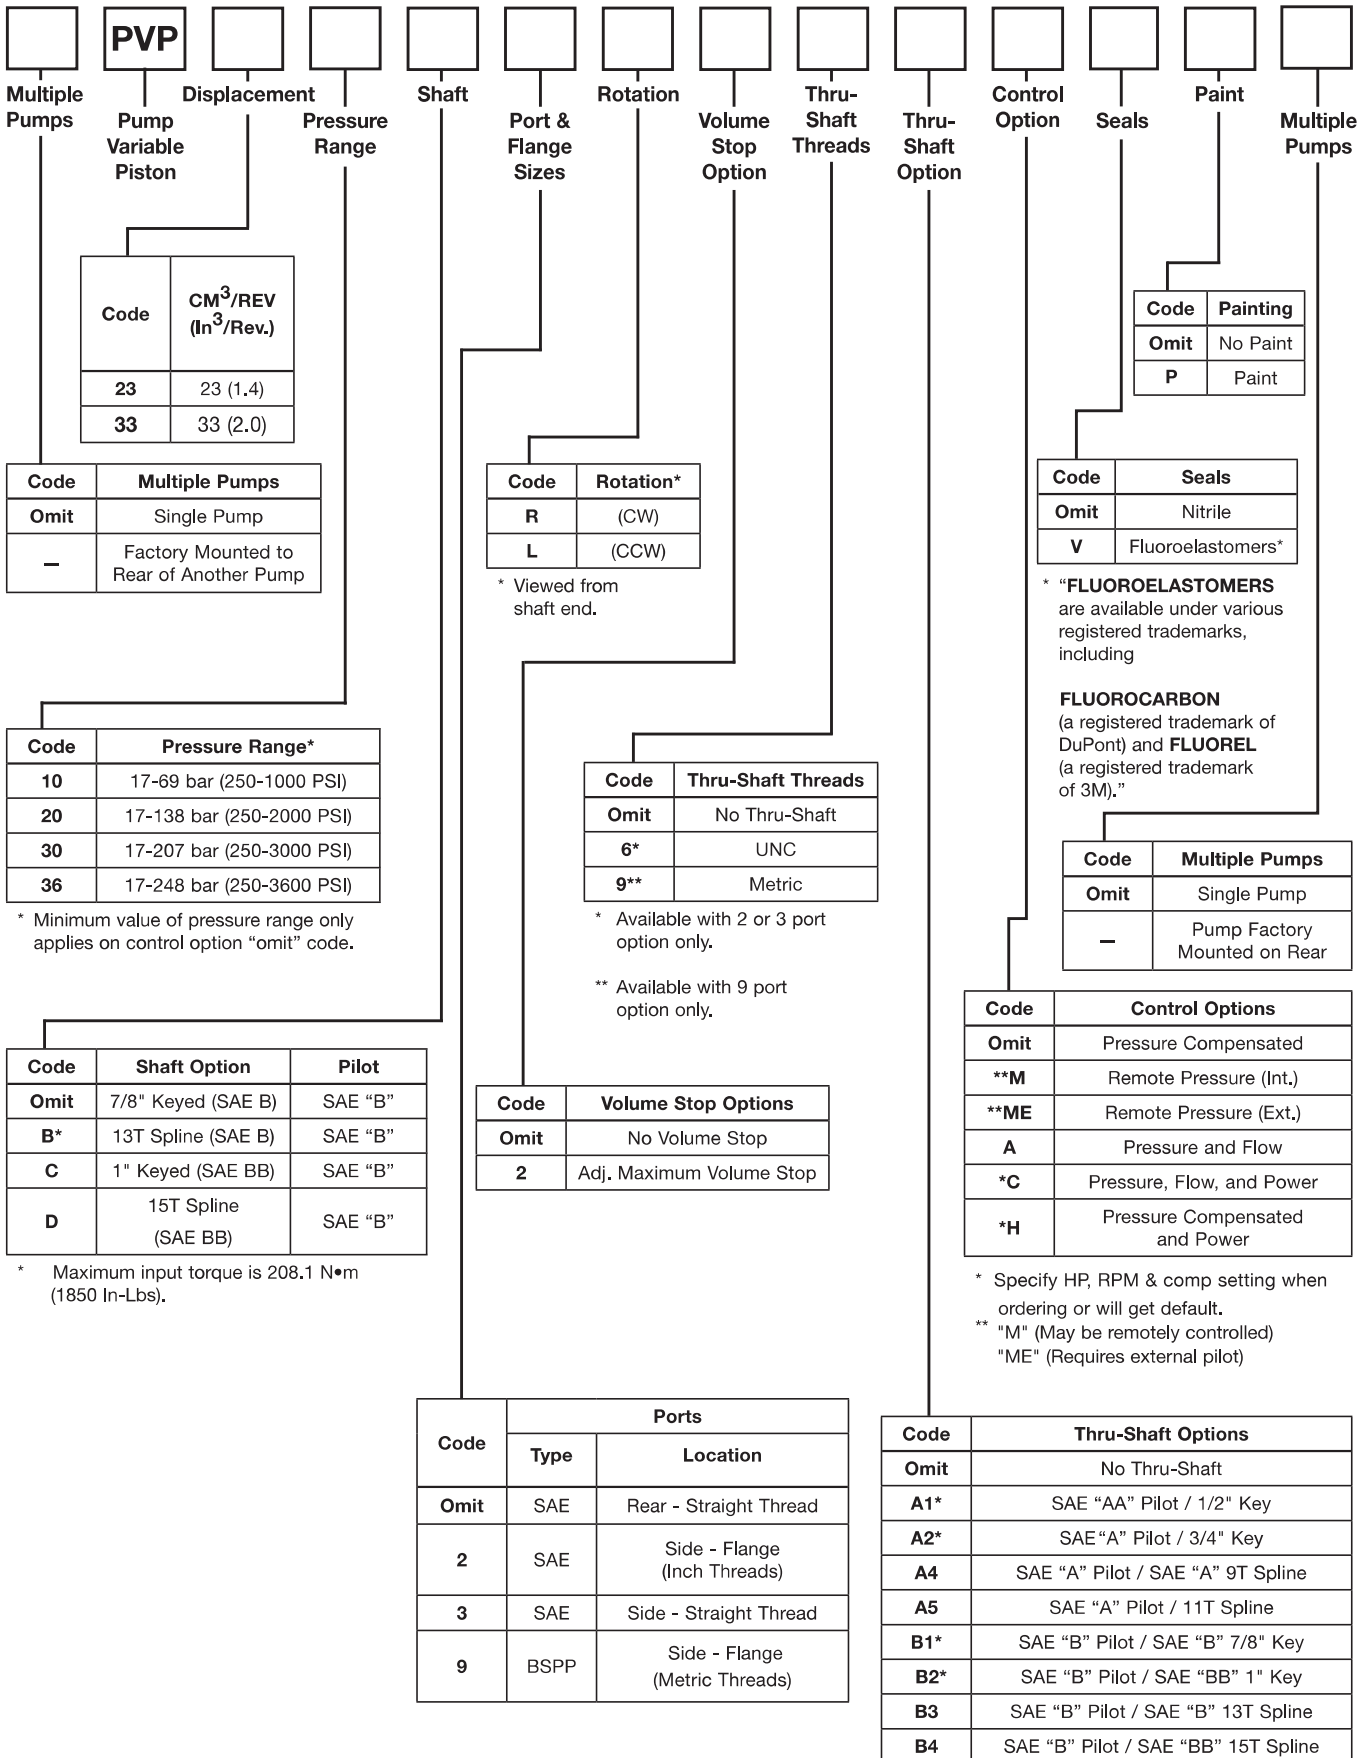 PVP
Multiple
Pumps
Pump
Variable
Piston
Displacement
Pressure
Range
Shaft
Port &
Flange
Sizes
Rotation
Volume
Stop
Option
Thru-
Shaft
Threads
Thru-
Shaft
Option
Control
Option
Seals
Paint
Multiple
Pumps
Code CM3/REV
(In3/Rev.)
23 23 (1.4)
33 33 (2.0)
Code Painting
Omit No Paint
P Paint
Code Multiple Pumps
Omit Single Pump
– Factory Mounted to
Rear of Another Pump
Code Rotation*
R (CW)
L (CCW)
* Viewed from
shaft end.
Code Seals
Omit Nitrile
V Fluoroelastomers*
* “FLUOROELASTOMERS
are available under various
registered trademarks,
including
FLUOROCARBON
(a registered trademark of
DuPont) and FLUOREL
(a registered trademark
of 3M).”
Code Pressure Range*
10 17-69 bar (250-1000 PSI)
20 17-138 bar (250-2000 PSI)
30 17-207 bar (250-3000 PSI)
36 17-248 bar (250-3600 PSI)
* Minimum value of pressure range only
applies on control option “omit” code.
Code Thru-Shaft Threads
Omit No Thru-Shaft
6* UNC
9** Metric
* Available with 2 or 3 port
option only.
** Available with 9 port
option only.
Code Multiple Pumps
Omit Single Pump
– Pump Factory
Mounted on Rear
Code Shaft Option Pilot
Omit 7/8" Keyed (SAE B) SAE “B”
B* 13T Spline (SAE B) SAE “B”
C 1" Keyed (SAE BB) SAE “B”
D 15T Spline
(SAE BB) SAE “B”
* Maximum input torque is 208.1 N•m
(1850 In-Lbs).
Code Volume Stop Options
Omit No Volume Stop
2 Adj. Maximum Volume Stop
Code Control Options
Omit Pressure Compensated
**M Remote Pressure (Int.)
**ME Remote Pressure (Ext.)
A Pressure and Flow
*C Pressure, Flow, and Power
*H Pressure Compensated
and Power
* Specify HP, RPM & comp setting when
ordering or will get default.
** "M" (May be remotely controlled)
"ME" (Requires external pilot)
Code Ports
Type Location
Omit SAE Rear - Straight Thread
2 SAE Side - Flange
(Inch Threads)
3 SAE Side - Straight Thread
9 BSPP Side - Flange
(Metric Threads)
Code Thru-Shaft Options
Omit No Thru-Shaft
A1* SAE “AA” Pilot / 1/2" Key
A2* SAE“A” Pilot / 3/4" Key
A4 SAE “A” Pilot / SAE “A” 9T Spline
A5 SAE “A” Pilot / 11T Spline
B1* SAE “B” Pilot / SAE “B” 7/8" Key
B2* SAE “B” Pilot / SAE “BB” 1" Key
B3 SAE “B” Pilot / SAE “B” 13T Spline
B4 SAE “B” Pilot / SAE “BB” 15T Spline